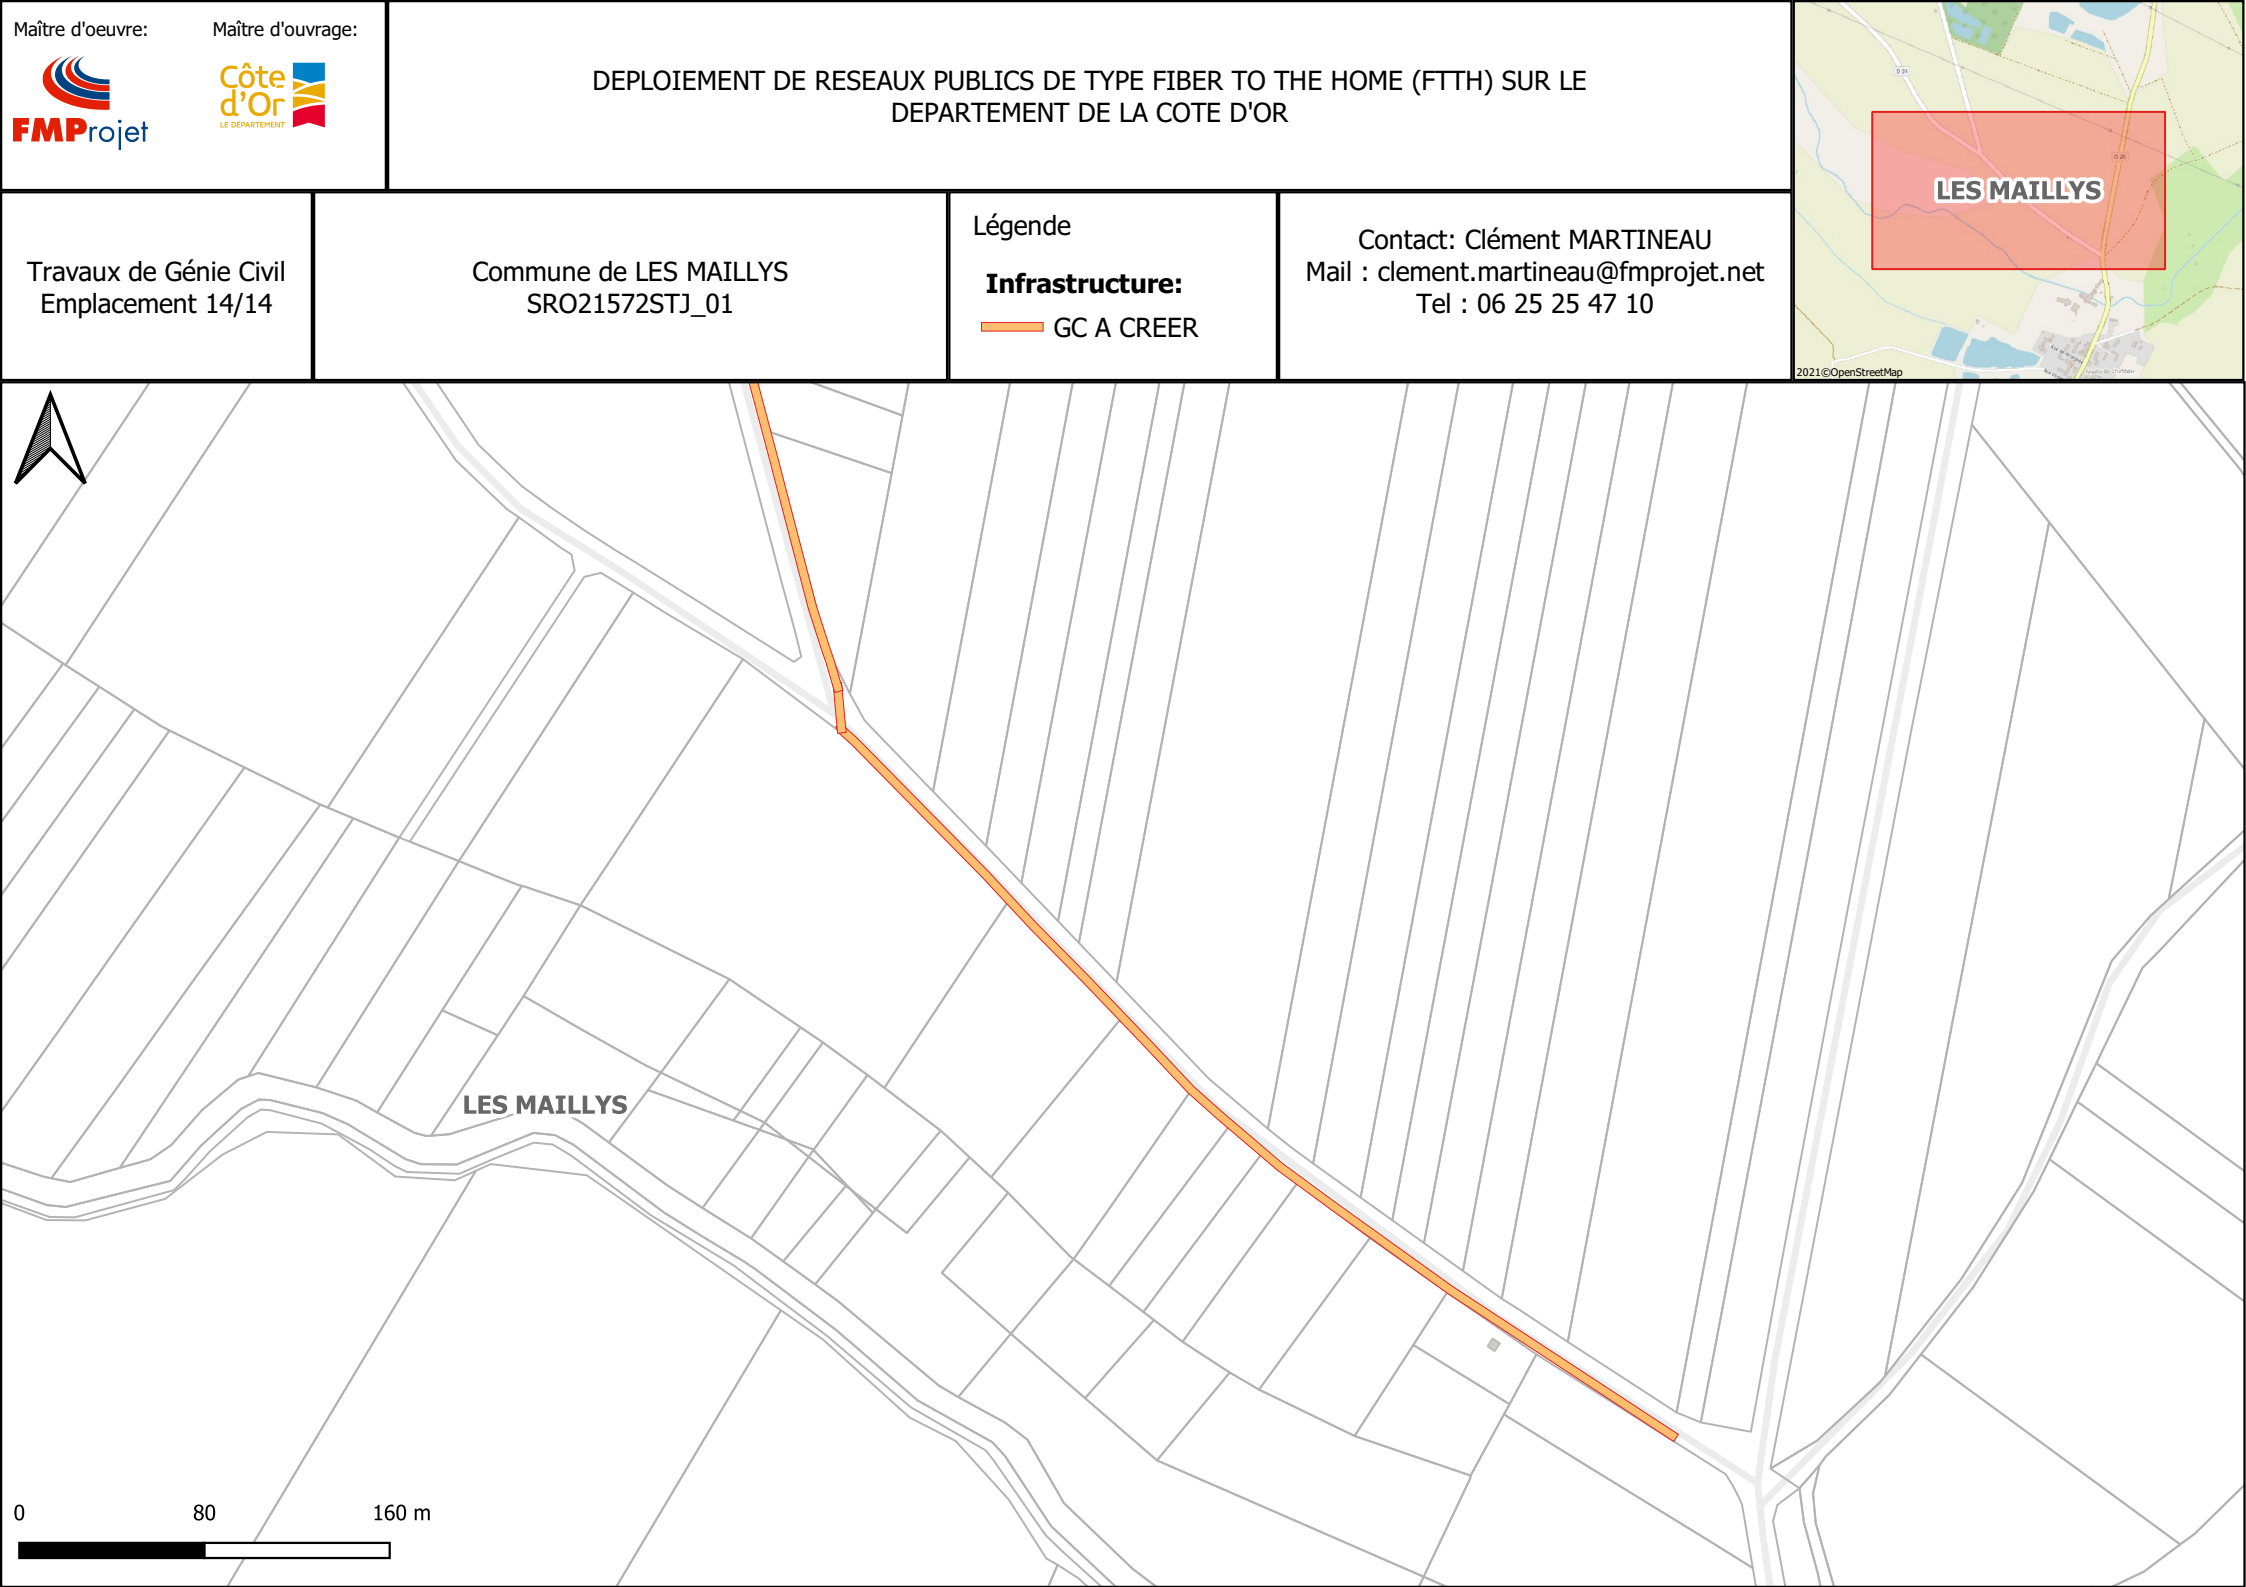 Maître d'oeuvre:
Maître d'ouvrage:
FMProjet
Côte
d'Or
LE DÉPARTEMENT
DEPLOIEMENT DE RESEAUX PUBLICS DE TYPE FIBER TO THE HOME (FTTH) SUR LE
DEPARTEMENT DE LA COTE D'OR
Travaux de Génie Civil
Emplacement 14/14
Commune de LES MAILLYS
SRO21572STJ_01
Légende
Infrastructure:
GC A CREER
Contact: Clément MARTINEAU
Mail : clement.martineau@fmprojet.net
Tel : 06 25 25 47 10
LES MAILLYS
2021©OpenStreetMap
LES MAILLYS
0 80 160 m